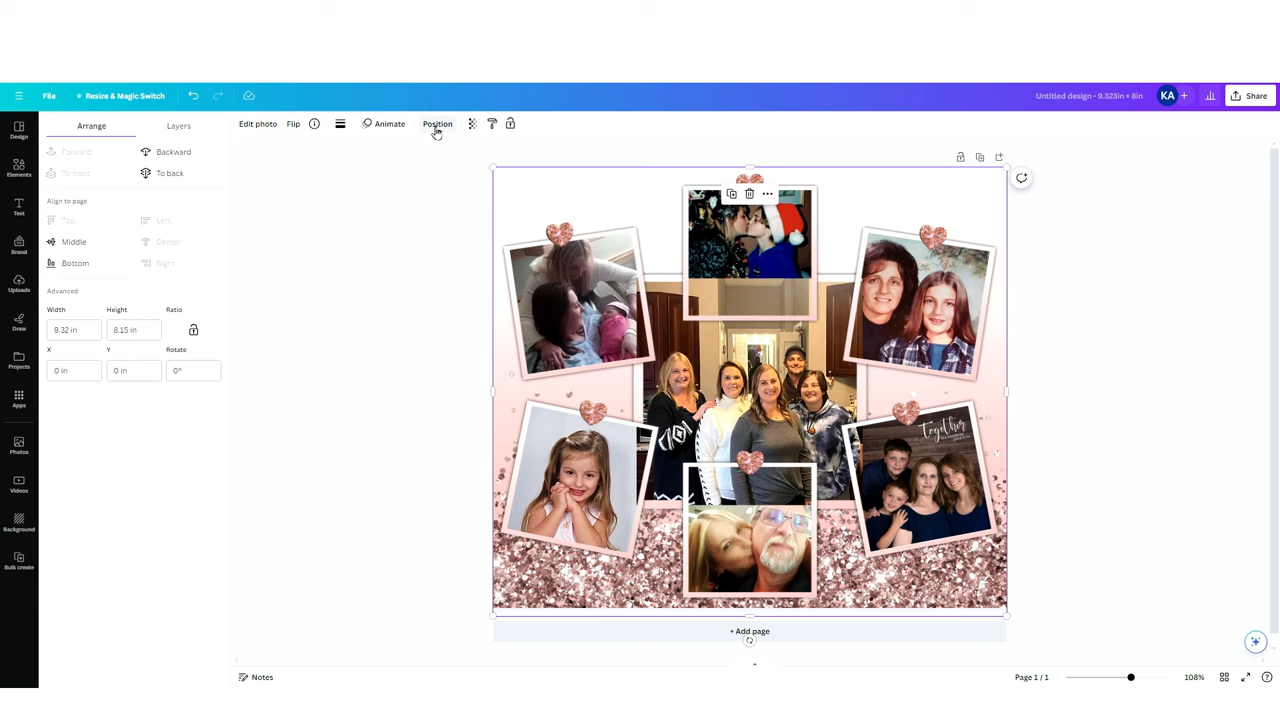 File
Resize & Magic Switch
Untitled design - 9.323in × 8in
KA
Share
Design
Elements
Text
Brand
Uploads
Draw
Projects
Apps
Photos
Videos
Background
Bulk create
Arrange
Layers
Forward
Backward
To front
To back
Align to page
Top
Left
Middle
Center
Bottom
Right
Advanced
Width
Height
Ratio
9.32 in
8.15 in
X
Y
Rotate
0 in
0 in
0°
Edit photo
Flip
Animate
Position
Together
+ Add page
Notes
Page 1 / 1
108%